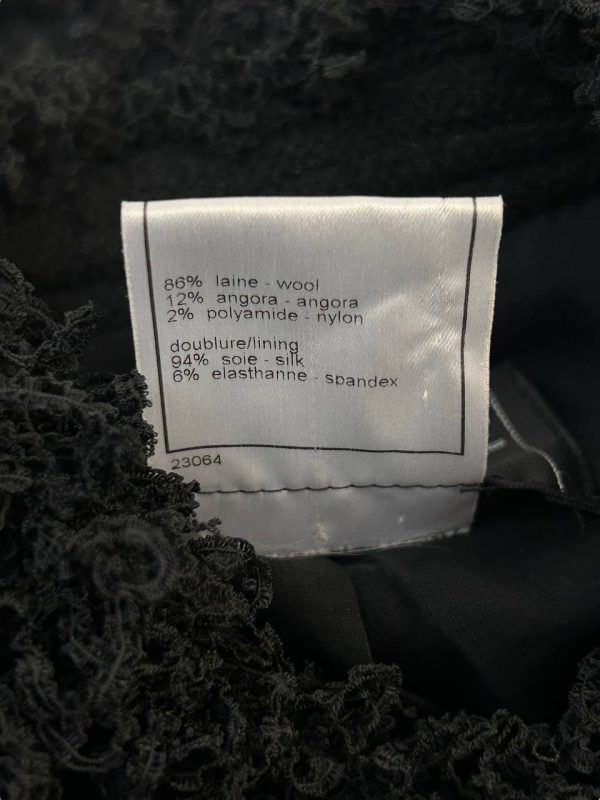 86% laine - wool
12% angora - angora
2% polyamide - nylon
doublure/lining
94% soie - silk
6% elasthanne - spandex
23064